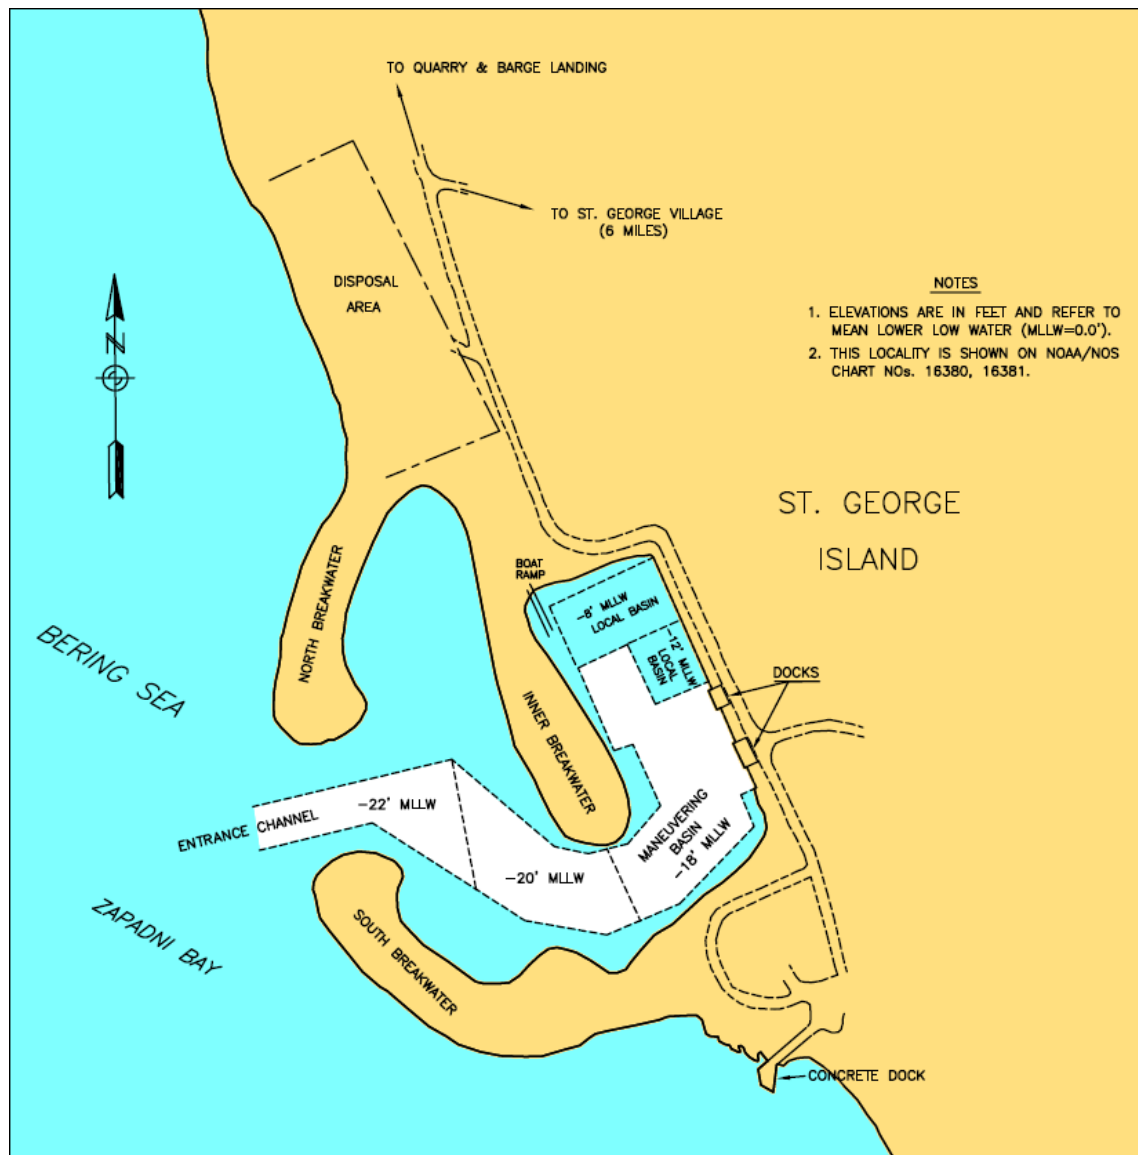 TO QUARRY & BARGE LANDING
TO ST. GEORGE VILLAGE
(6 MILES)
DISPOSAL
AREA
N
NOTES
1. ELEVATIONS ARE IN FEET AND REFER TO
MEAN LOWER LOW WATER (MLLW=0.0').
2. THIS LOCALITY IS SHOWN ON NOAA/NOS
CHART NOs. 16380, 16381.
ST. GEORGE
ISLAND
BOAT
RAMP
-8' MLLW
LOCAL BASIN
-12' MLLW
LOCAL
BASIN
NORTH BREAKWATER
BERING SEA
DOCKS
INNER BREAKWATER
-22' MLLW
ENTRANCE CHANNEL
MANEUVERING
BASIN
-18' MLLW
-20' MLLW
ZAPADNI BAY
SOUTH BREAKWATER
CONCRETE DOCK